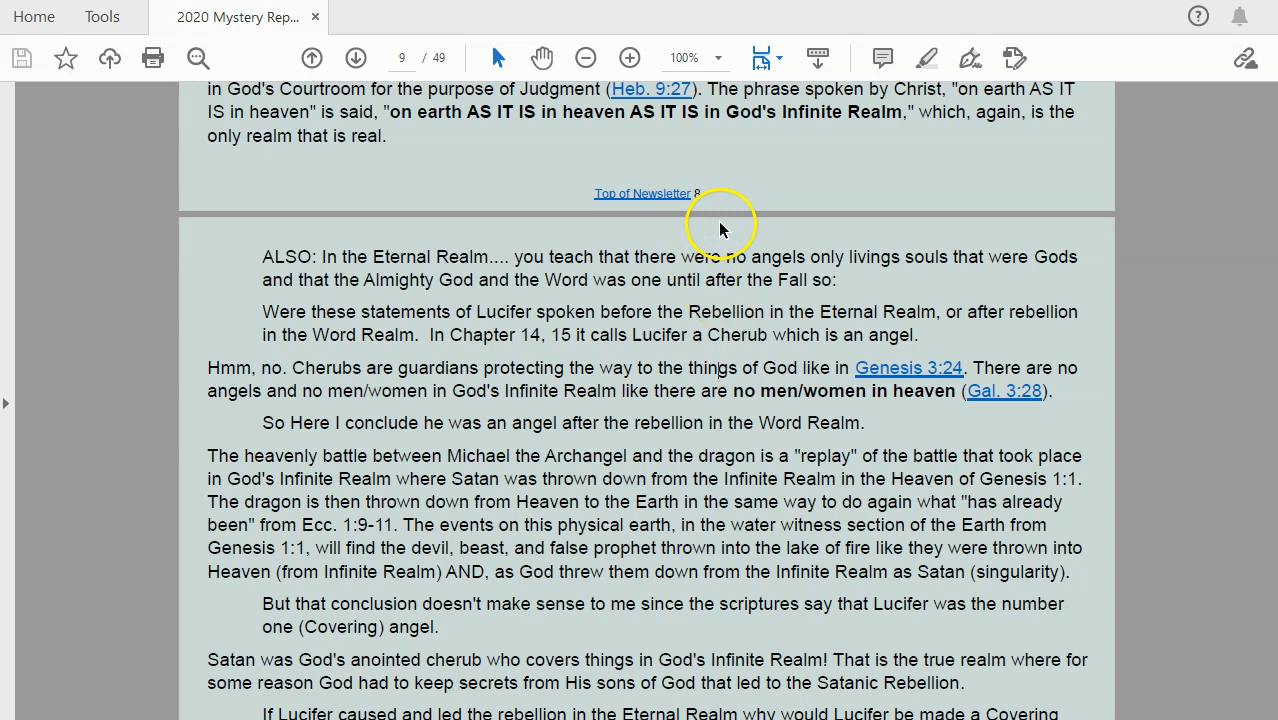 Home Tools 2020 Mystery Rep... ×
9 / 49 100%
in God's Courtroom for the purpose of Judgment (Heb. 9:27). The phrase spoken by Christ, "on earth AS IT
IS in heaven" is said, "on earth AS IT IS in heaven AS IT IS in God's Infinite Realm," which, again, is the
only realm that is real.
Top of Newsletter 8
ALSO: In the Eternal Realm.... you teach that there were no angels only livings souls that were Gods
and that the Almighty God and the Word was one until after the Fall so:
Were these statements of Lucifer spoken before the Rebellion in the Eternal Realm, or after rebellion
in the Word Realm. In Chapter 14, 15 it calls Lucifer a Cherub which is an angel.
Hmm, no. Cherubs are guardians protecting the way to the things of God like in Genesis 3:24. There are no
angels and no men/women in God's Infinite Realm like there are no men/women in heaven (Gal. 3:28).
So Here I conclude he was an angel after the rebellion in the Word Realm.
The heavenly battle between Michael the Archangel and the dragon is a "replay" of the battle that took place
in God's Infinite Realm where Satan was thrown down from the Infinite Realm in the Heaven of Genesis 1:1.
The dragon is then thrown down from Heaven to the Earth in the same way to do again what "has already
been" from Ecc. 1:9-11. The events on this physical earth, in the water witness section of the Earth from
Genesis 1:1, will find the devil, beast, and false prophet thrown into the lake of fire like they were thrown into
Heaven (from Infinite Realm) AND, as God threw them down from the Infinite Realm as Satan (singularity).
But that conclusion doesn't make sense to me since the scriptures say that Lucifer was the number
one (Covering) angel.
Satan was God's anointed cherub who covers things in God's Infinite Realm! That is the true realm where for
some reason God had to keep secrets from His sons of God that led to the Satanic Rebellion.
If Lucifer caused and led the rebellion in the Eternal Realm why would Lucifer be made a Covering